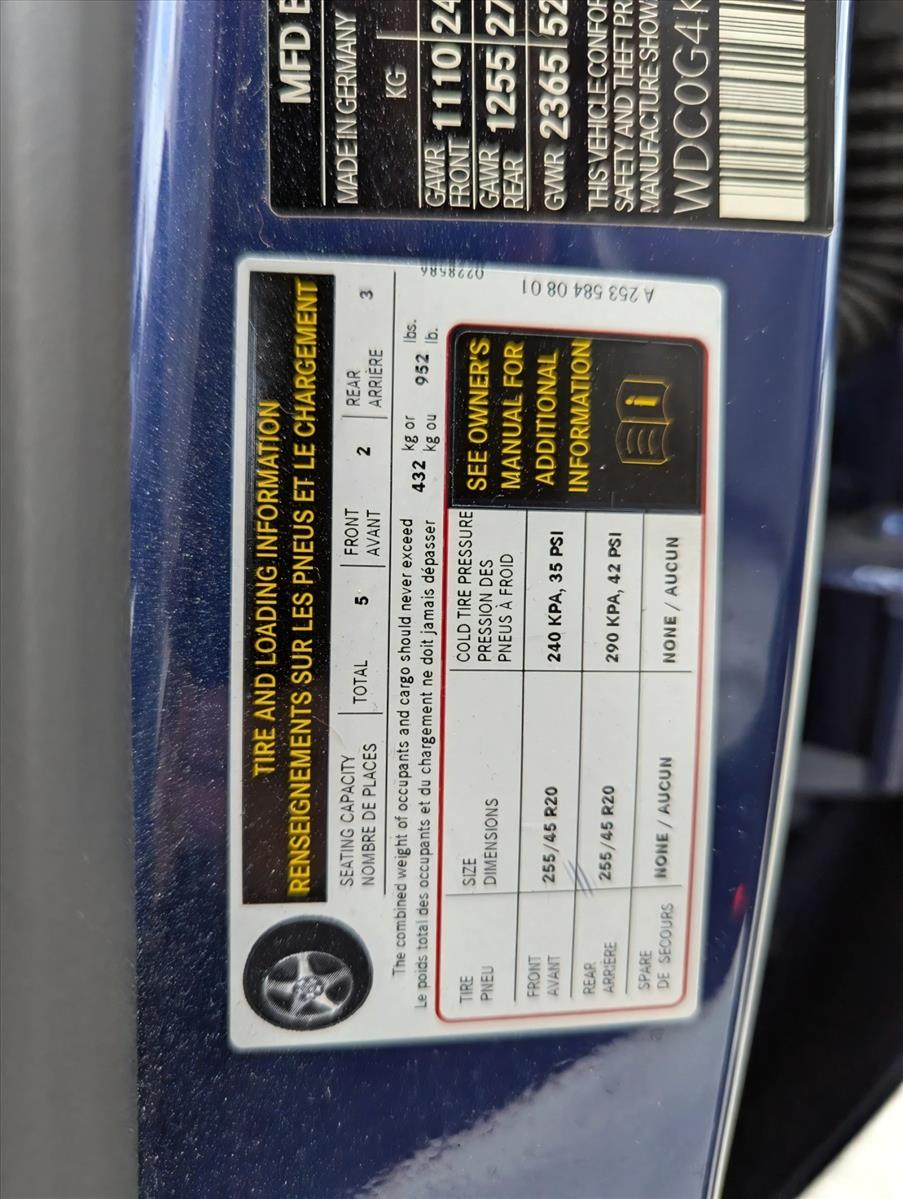 MFD
MADE IN GERMANY
KG
GAWR FRONT 1110 24
GAWR REAR 1255 27
GVWR 2365 52
THIS VEHICLE
SAFETY AND THEFT
MANUFACTURE
WDC0G4
TIRE AND LOADING INFORMATION
RENSEIGNEMENTS SUR LES PNEUS ET LE CHARGEMENT
SEATING CAPACITY
NOMBRE DE PLACES
TOTAL 5
FRONT
AVANT
2
REAR
ARRIÈRE
3
The combined weight of occupants and cargo should never exceed 432 kg or 952 lbs.
Le poids total des occupants et du chargement ne doit jamais dépasser 432 kg ou 952 lb.
TIRE
PNEU
SIZE
DIMENSIONS
COLD TIRE PRESSURE
PRESSION DES
PNEUS À FROID
FRONT
AVANT
255/45 R20
240 KPA, 35 PSI
REAR
ARRIÈRE
255/45 R20
290 KPA, 42 PSI
SPARE
DE SECOURS
NONE / AUCUN
NONE / AUCUN
SEE OWNER'S
MANUAL FOR
ADDITIONAL
INFORMATION
A 253 584 08 01